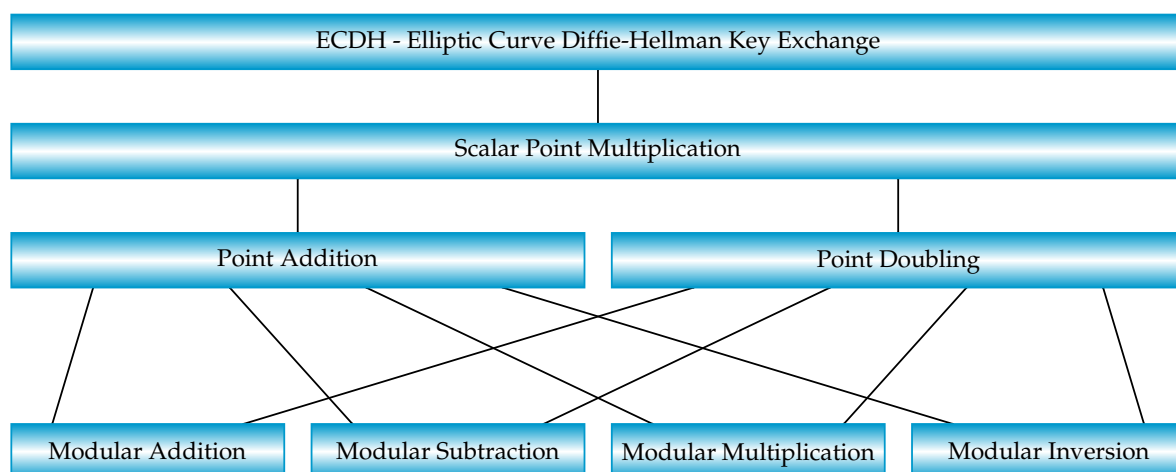 ECDH - Elliptic Curve Diffie-Hellman Key Exchange
Scalar Point Multiplication
Point Addition
Point Doubling
Modular Addition
Modular Subtraction
Modular Multiplication
Modular Inversion